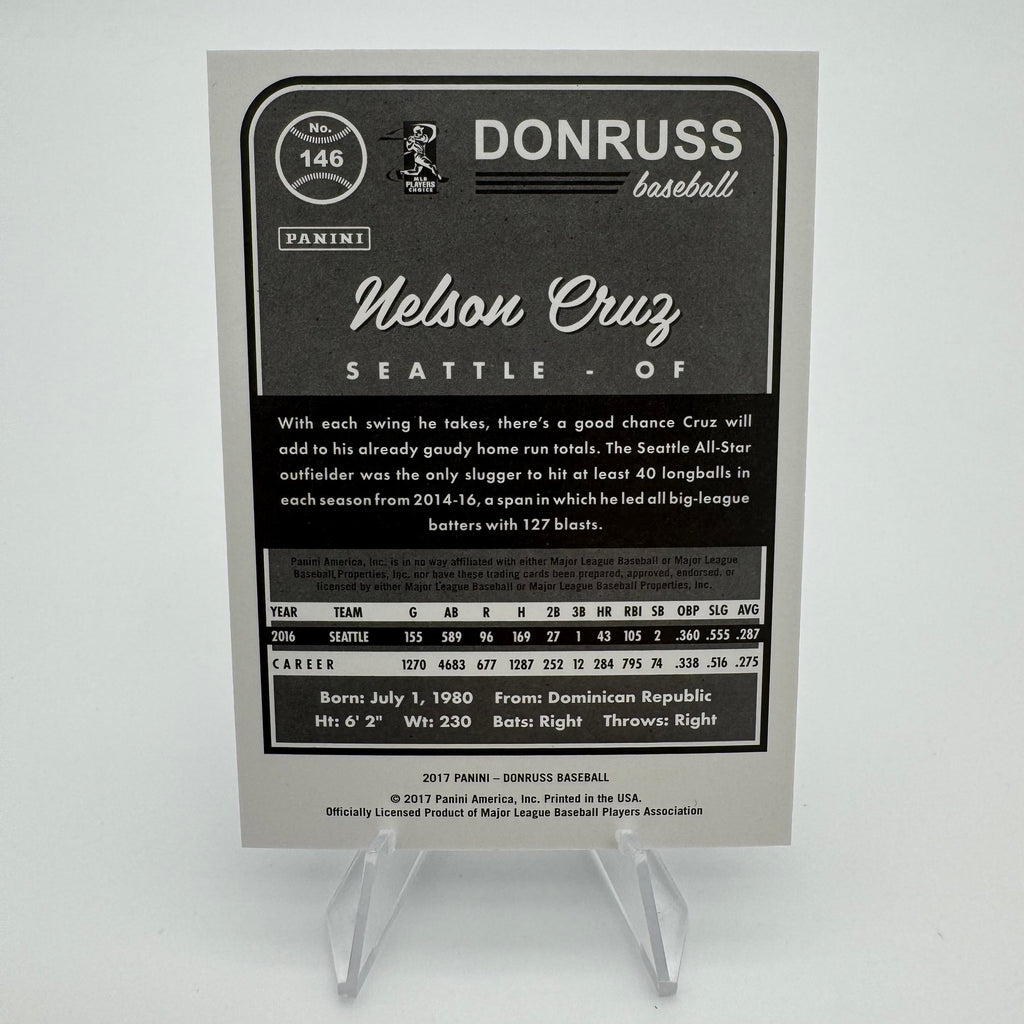 No.
146
MLB
PLAYERS
CHOICE
DONRUSS
baseball
PANINI
Nelson Cruz
SEATTLE - OF
With each swing he takes, there's a good chance Cruz will
add to his already gaudy home run totals. The Seattle All-Star
outfielder was the only slugger to hit at least 40 longballs in
each season from 2014-16, a span in which he led all big-league
batters with 127 blasts.
Panini America, Inc. is in no way affiliated with either Major League Baseball or Major League
Baseball Properties, Inc. nor have these trading cards been prepared, approved, endorsed, or
licensed by either Major League Baseball or Major League Baseball Properties, Inc.
YEAR TEAM G AB R H 2B 3B HR RBI SB OBP SLG AVG
2016 SEATTLE 155 589 96 169 27 1 43 105 2 .360 .555 .287
CAREER 1270 4683 677 1287 252 12 284 795 74 .338 .516 .275
Born: July 1, 1980 From: Dominican Republic
Ht: 6' 2" Wt: 230 Bats: Right Throws: Right
2017 PANINI – DONRUSS BASEBALL
© 2017 Panini America, Inc. Printed in the USA.
Officially Licensed Product of Major League Baseball Players Association